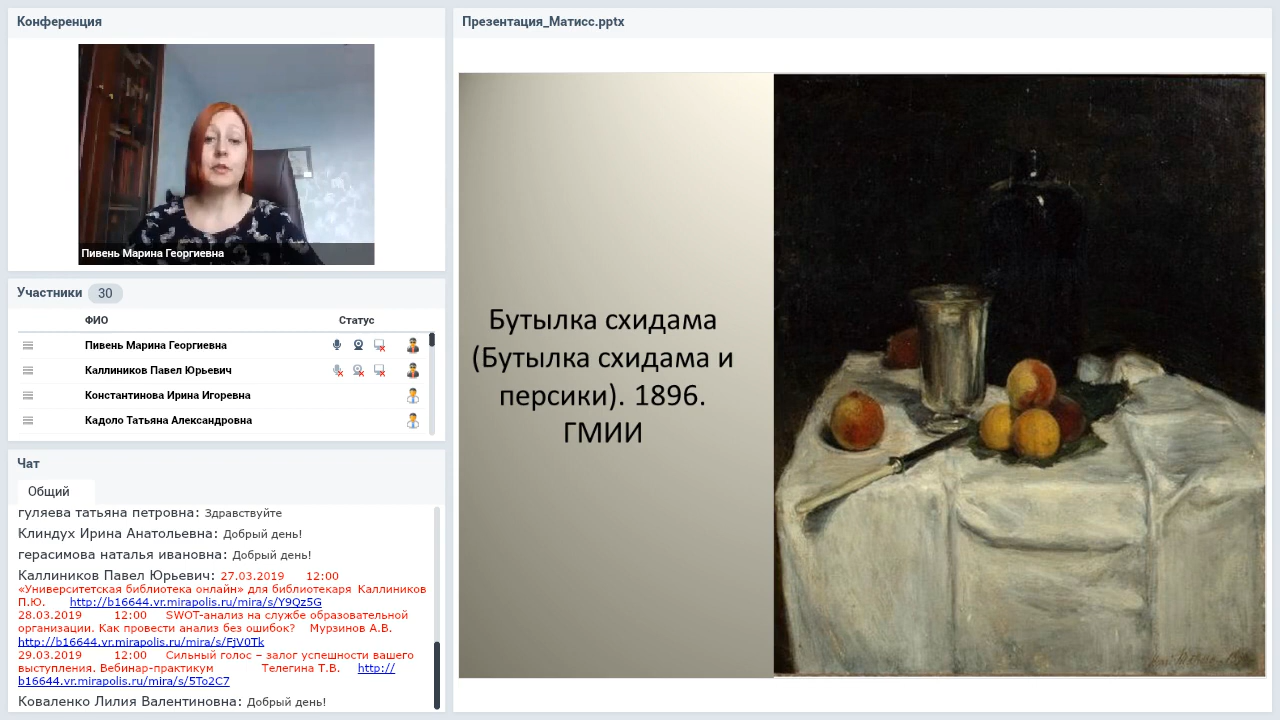 Конференция
Пивень Марина Георгиевна
Участники 30
ФИО Статус
Пивень Марина Георгиевна
Каллиников Павел Юрьевич
Константинова Ирина Игоревна
Кадоло Татьяна Александровна
Чат
Общий
гуляева татьяна петровна: Здравствуйте
Клиндух Ирина Анатольевна: Добрый день!
герасимова наталья ивановна: Добрый день!
Каллиников Павел Юрьевич: 27.03.2019 12:00
«Университетская библиотека онлайн» для библиотекаря Каллиников
П.Ю. http://b16644.vr.mirapolis.ru/mira/s/Y9Qz5G
28.03.2019 12:00 SWOT-анализ на службе образовательной
организации. Как провести анализ без ошибок? Мурзинов А.В.
http://b16644.vr.mirapolis.ru/mira/s/FjV0Tk
29.03.2019 12:00 Сильный голос – залог успешности вашего
выступления. Вебинар-практикум Телегина Т.В. http://
b16644.vr.mirapolis.ru/mira/s/5To2C7
Коваленко Лилия Валентиновна: Добрый день!
Презентация_Матисс.pptx
Бутылка схидама
(Бутылка схидама и
персики). 1896.
ГМИИ